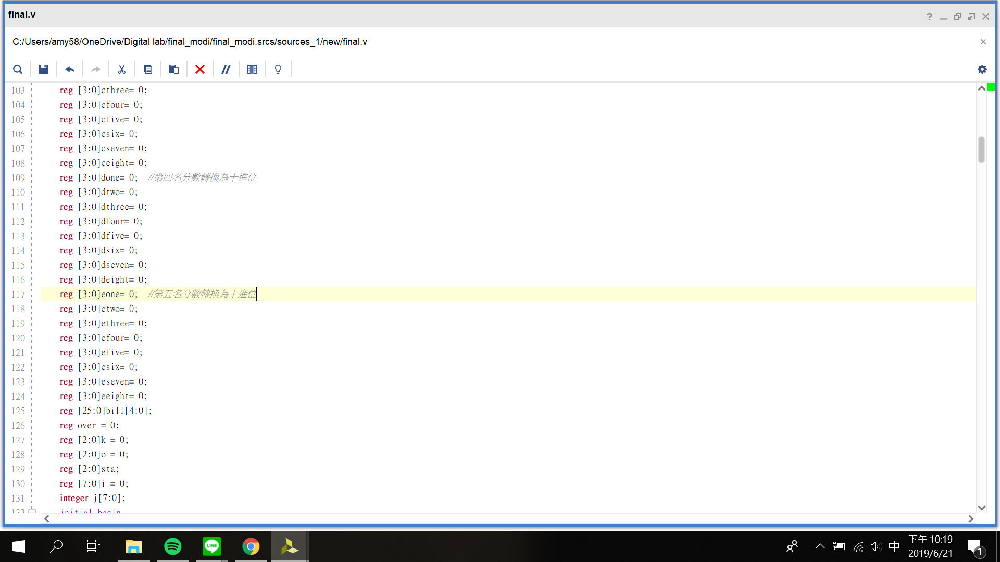 final.v
C:/Users/amy58/OneDrive/Digital lab/final_modi/final_modi.srcs/sources_1/new/final.v
103 reg [3:0]cthree= 0;
104 reg [3:0]cfour= 0;
105 reg [3:0]cfive= 0;
106 reg [3:0]csix= 0;
107 reg [3:0]cseven= 0;
108 reg [3:0]ceight= 0;
109 reg [3:0]done= 0; //第四名分數轉換為十進位
110 reg [3:0]dtwo= 0;
111 reg [3:0]dthree= 0;
112 reg [3:0]dfour= 0;
113 reg [3:0]dfive= 0;
114 reg [3:0]dsix= 0;
115 reg [3:0]dseven= 0;
116 reg [3:0]deight= 0;
117 reg [3:0]eone= 0; //第五名分數轉換為十進位
118 reg [3:0]etwo= 0;
119 reg [3:0]ethree= 0;
120 reg [3:0]efour= 0;
121 reg [3:0]efive= 0;
122 reg [3:0]esix= 0;
123 reg [3:0]eseven= 0;
124 reg [3:0]eeight= 0;
125 reg [25:0]bill[4:0];
126 reg over = 0;
127 reg [2:0]k = 0;
128 reg [2:0]o = 0;
129 reg [2:0]sta;
130 reg [7:0]i = 0;
131 integer j[7:0];
132 initial begin
LINE
中
下午 10:19
2019/6/21
1